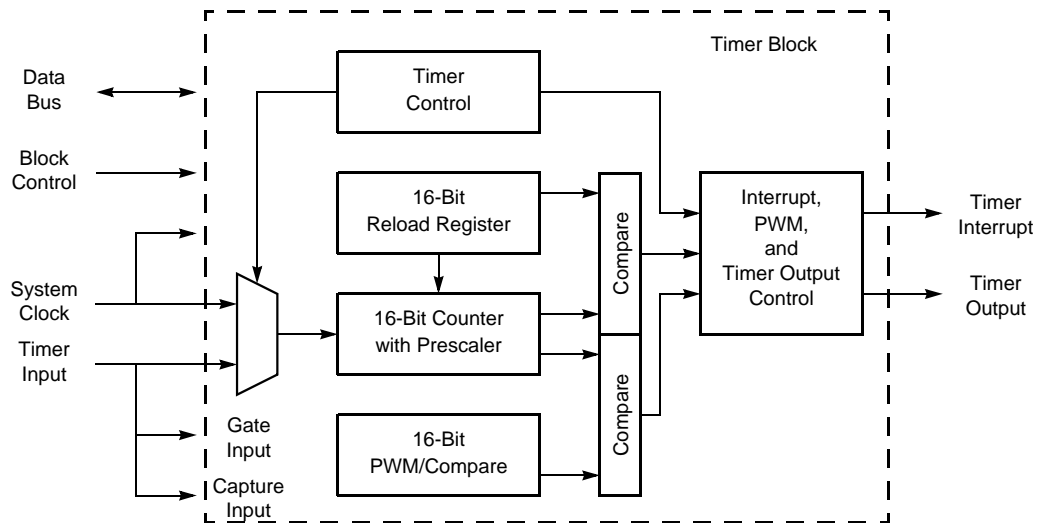 Timer Block
Data
Bus
Timer
Control
Block
Control
16-Bit
Reload Register
Compare
Interrupt,
PWM,
and
Timer Output
Control
Timer
Interrupt
System
Clock
16-Bit Counter
with Prescaler
Timer
Output
Timer
Input
Compare
Gate
Input
16-Bit
PWM/Compare
Capture
Input